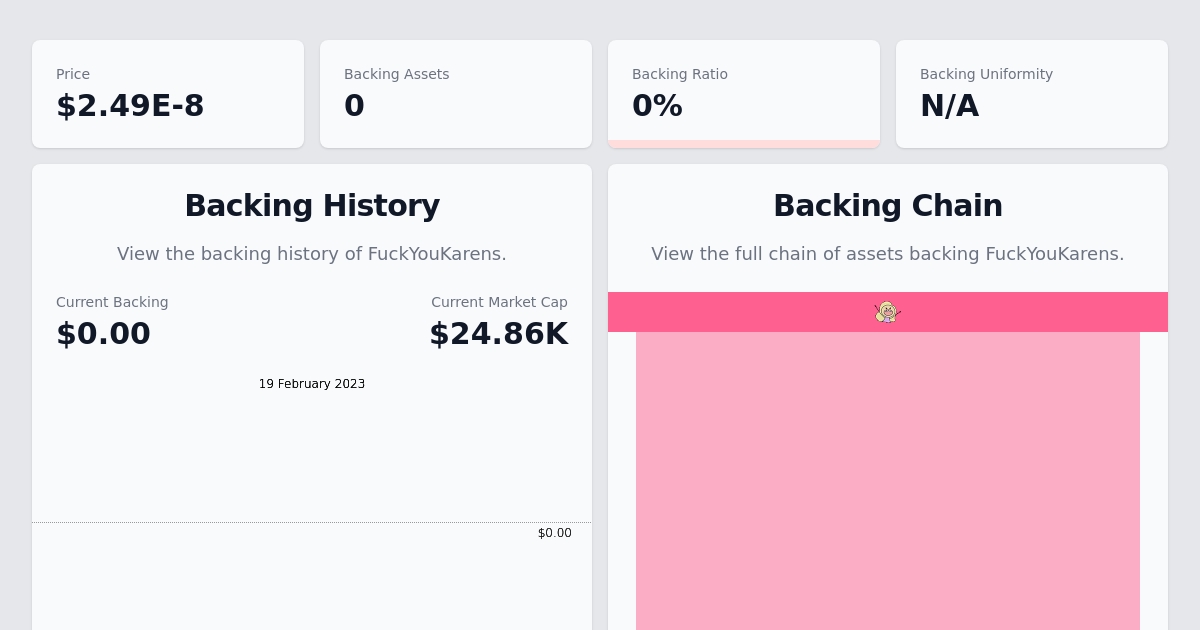 Price
$2.49E-8
Backing Assets
0
Backing Ratio
0%
Backing Uniformity
N/A
Backing History
View the backing history of FuckYouKarens.
Current Backing
$0.00
Current Market Cap
$24.86K
19 February 2023
$0.00
Backing Chain
View the full chain of assets backing FuckYouKarens.